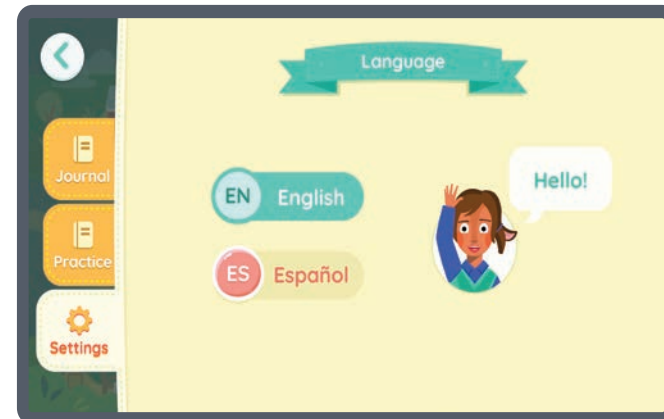 Language
Journal
Practice
Settings
EN English
ES Español
Hello!